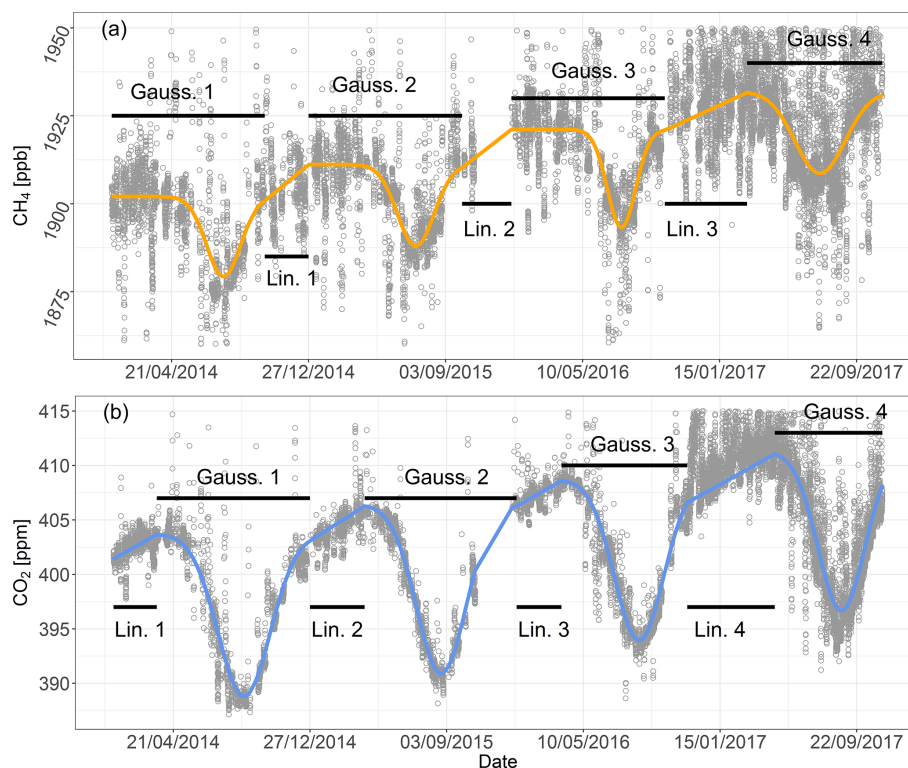 (a)
Gauss. 1
Gauss. 2
Gauss. 3
Gauss. 4
Lin. 1
Lin. 2
Lin. 3
CH₄ [ppb]
1950
1925
1900
1875
21/04/2014 27/12/2014 03/09/2015 10/05/2016 15/01/2017 22/09/2017
(b)
Gauss. 1
Gauss. 2
Gauss. 3
Gauss. 4
Lin. 1
Lin. 2
Lin. 3
Lin. 4
CO₂ [ppm]
415
410
405
400
395
390
21/04/2014 27/12/2014 03/09/2015 10/05/2016 15/01/2017 22/09/2017
Date